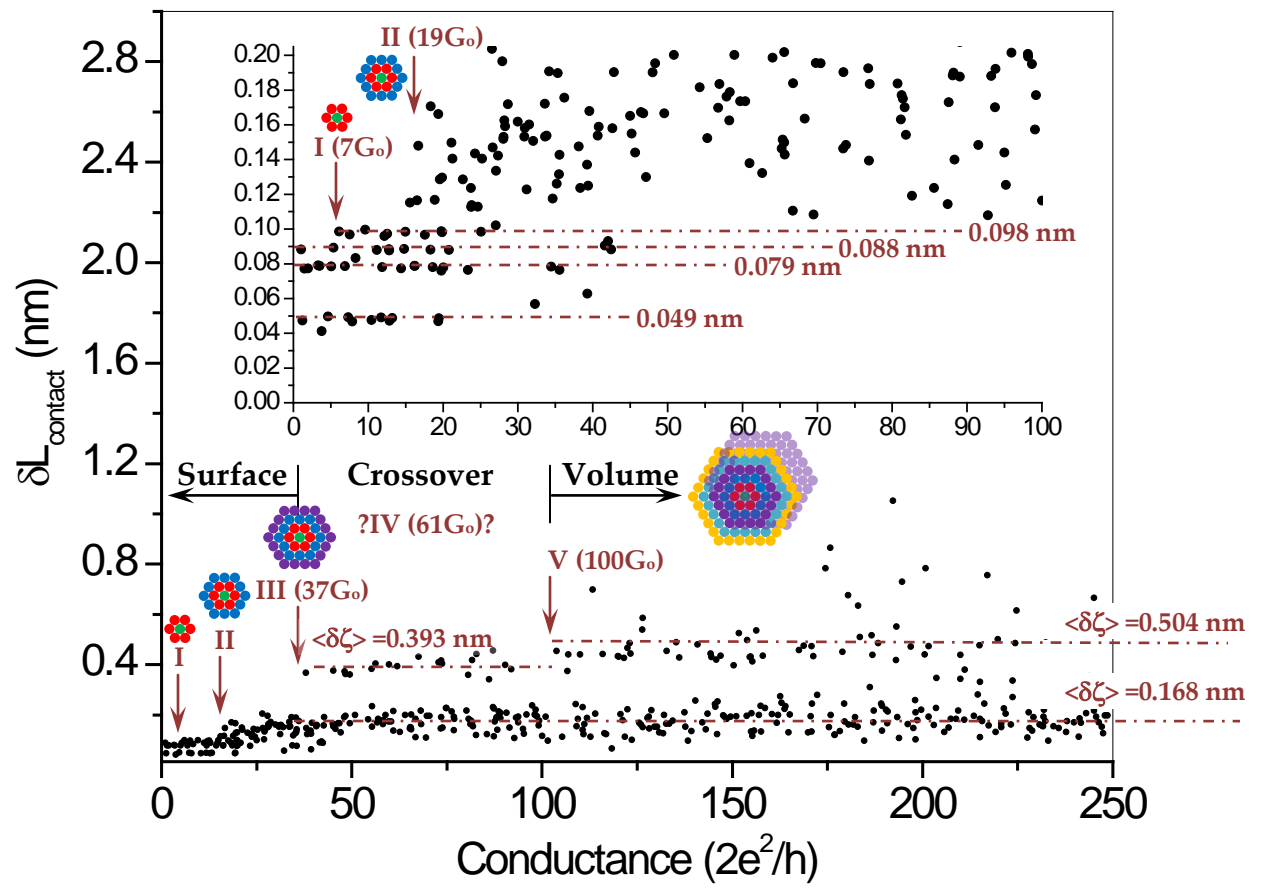 2.8
2.4
2.0
1.6
1.2
0.8
0.4
δL_contact (nm)
0.20
0.18
0.16
0.14
0.12
0.10
0.08
0.06
0.04
0.02
0.00
II (19G₀)
I (7G₀)
0.098 nm
0.088 nm
0.079 nm
0.049 nm
0 10 20 30 40 50 60 70 80 90 100
Surface Crossover Volume
?IV (61G₀)?
V (100G₀)
III (37G₀)
II
I
<δζ> =0.393 nm
<δζ> =0.504 nm
<δζ> =0.168 nm
0 50 100 150 200 250
Conductance (2e²/h)